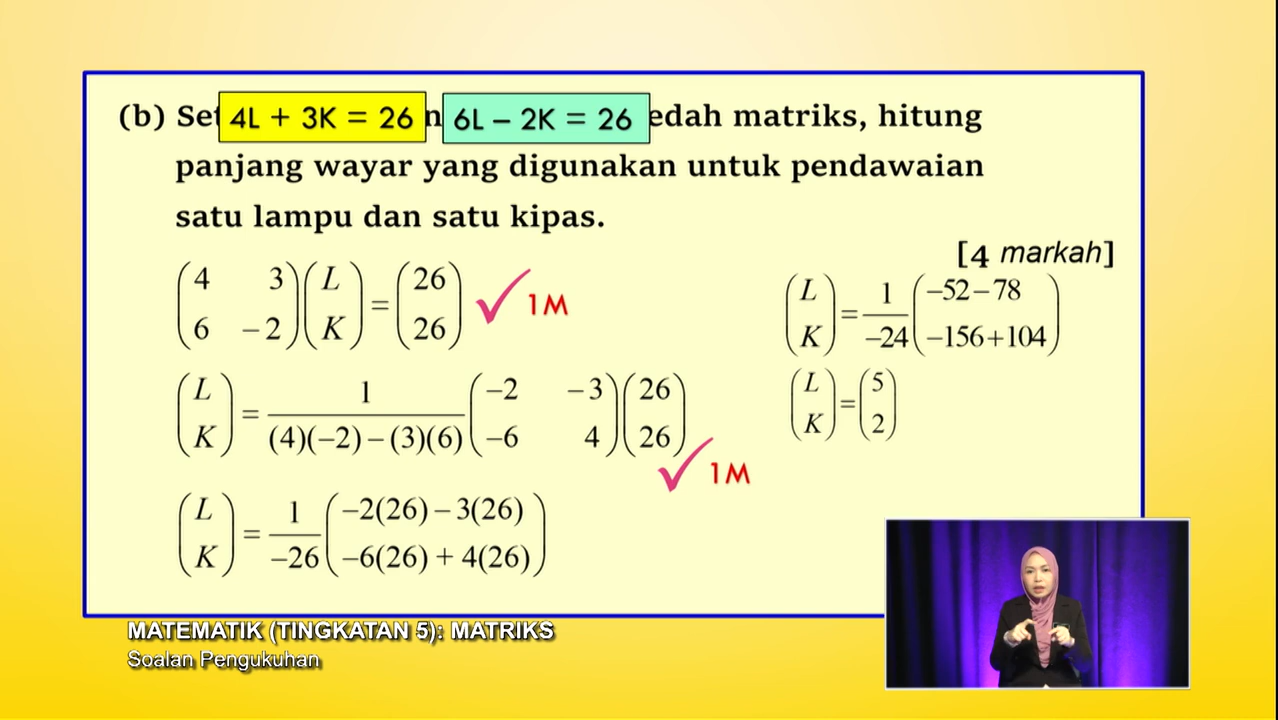 (b) Set 4L + 3K = 26 n 6L – 2K = 26 edah matriks, hitung
panjang wayar yang digunakan untuk pendawaian
satu lampu dan satu kipas.
[4 markah]
(4 3) (L) = (26) ✓ 1M
(6 –2) (K) (26)
(L) = 1 (–2 –3) (26)
(K) (4)(–2) – (3)(6) (–6 4) (26) ✓ 1M
(L) = 1 (–2(26) – 3(26))
(K) –26 (–6(26) + 4(26))
(L) = 1 (–52–78)
(K) –24 (–156+104)
(L) = (5)
(K) (2)
MATEMATIK (TINGKATAN 5): MATRIKS
Soalan Pengukuhan